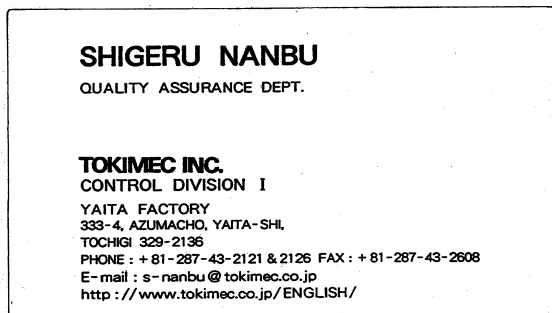 SHIGERU NANBU
QUALITY ASSURANCE DEPT.
TOKIMEC INC.
CONTROL DIVISION I
YAITA FACTORY
333-4, AZUMACHO, YAITA-SHI,
TOCHIGI 329-2136
PHONE : +81-287-43-2121 & 2126 FAX : +81-287-43-2608
E-mail : s-nanbu@tokimec.co.jp
http://www.tokimec.co.jp/ENGLISH/